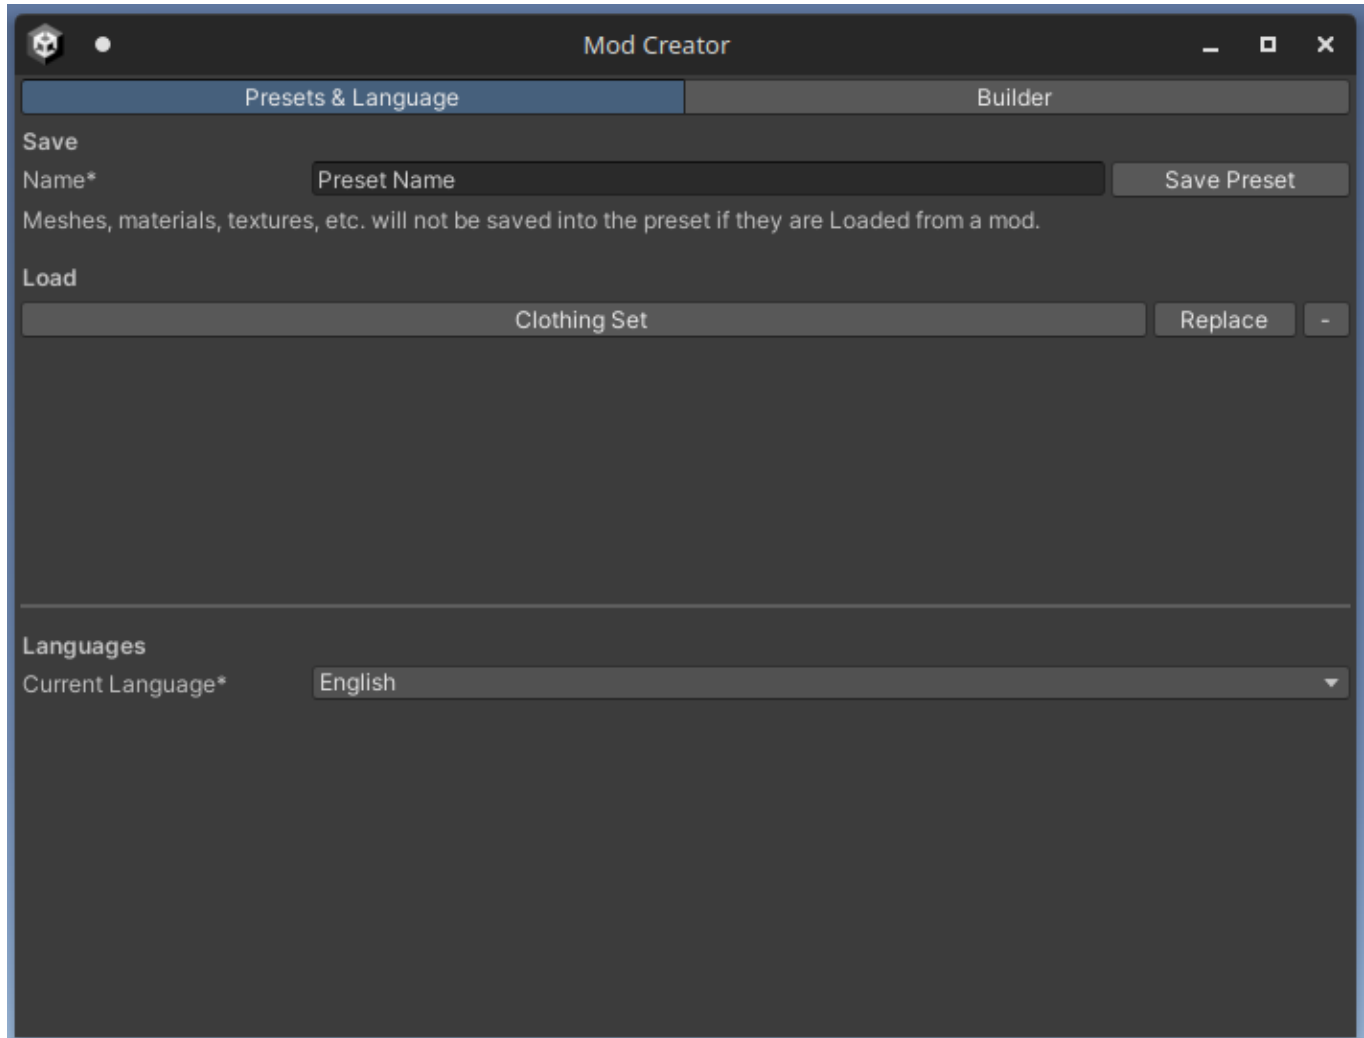 Mod Creator
Presets & Language Builder
Save
Name* Preset Name Save Preset
Meshes, materials, textures, etc. will not be saved into the preset if they are Loaded from a mod.
Load
Clothing Set Replace -
Languages
Current Language* English